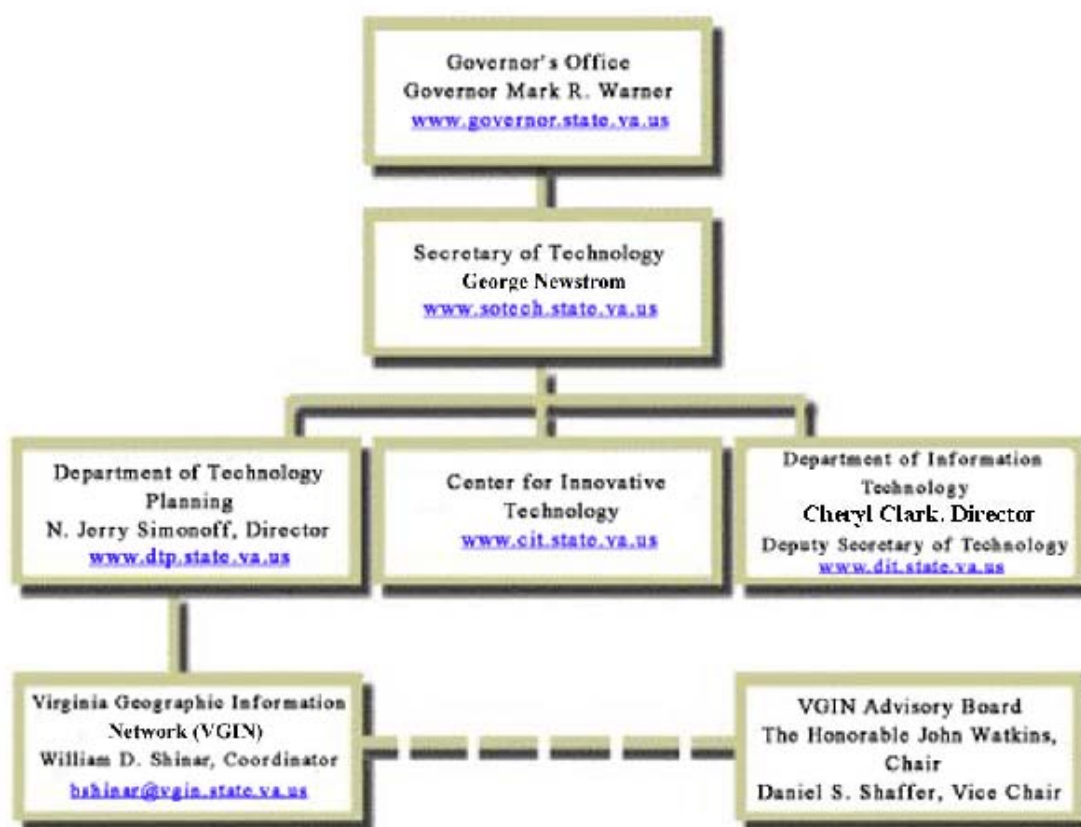 Governor's Office
Governor Mark R. Warner
www.governor.state.va.us
Secretary of Technology
George Newstrom
www.sotech.state.va.us
Department of Technology
Planning
N. Jerry Simonoff, Director
www.dtp.state.va.us
Center for Innovative
Technology
www.cit.state.va.us
Department of Information
Technology
Cheryl Clark. Director
Deputy Secretary of Technology
www.dit.state.va.us
Virginia Geographic Information
Network (VGIN)
William D. Shinar, Coordinator
bshinar@vgin.state.va.us
VGIN Advisory Board
The Honorable John Watkins,
Chair
Daniel S. Shaffer, Vice Chair